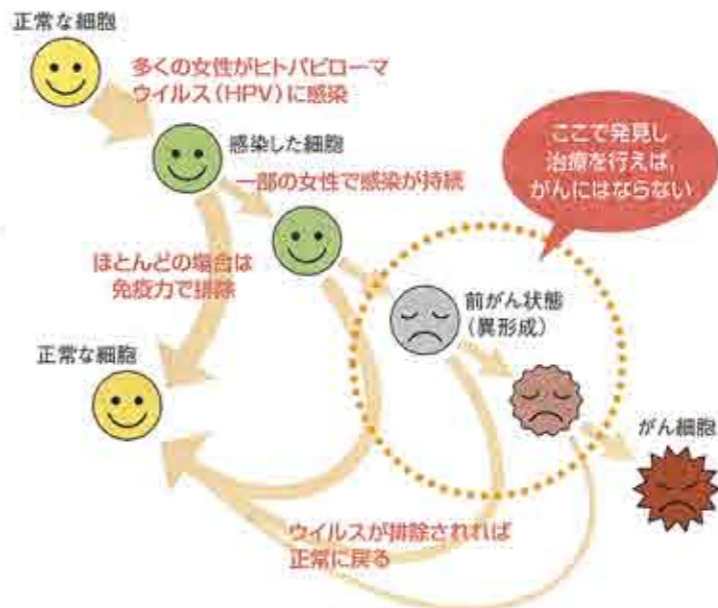 正常な細胞
多くの女性がヒトパピローマ
ウイルス(HPV)に感染
感染した細胞
一部の女性で感染が持続
ここで発見し
治療を行えば,
がんにはならない
ほとんどの場合は
免疫力で排除
前がん状態
(異形成)
正常な細胞
がん細胞
ウイルスが排除されれば
正常に戻る